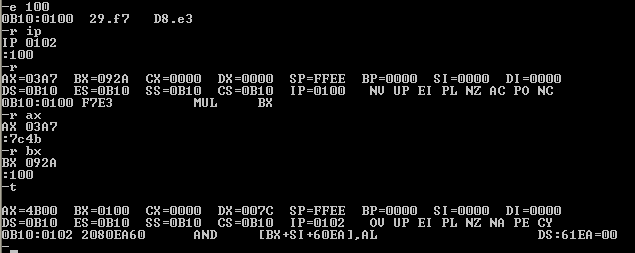 -e 100
0B10:0100  29.f7   D8.e3
-r ip
IP 0102
:100
-r
AX=03A7  BX=092A  CX=0000  DX=0000  SP=FFEE  BP=0000  SI=0000  DI=0000
DS=0B10  ES=0B10  SS=0B10  CS=0B10  IP=0100   NV UP EI PL NZ AC PO NC
0B10:0100 F7E3          MUL     BX
-r ax
AX 03A7
:7c4b
-r bx
BX 092A
:100
-t
AX=4B00  BX=0100  CX=0000  DX=007C  SP=FFEE  BP=0000  SI=0000  DI=0000
DS=0B10  ES=0B10  SS=0B10  CS=0B10  IP=0102   OV UP EI PL NZ NA PE CY
0B10:0102 2080EA60      AND     [BX+SI+60EA],AL                    DS:61EA=00
-